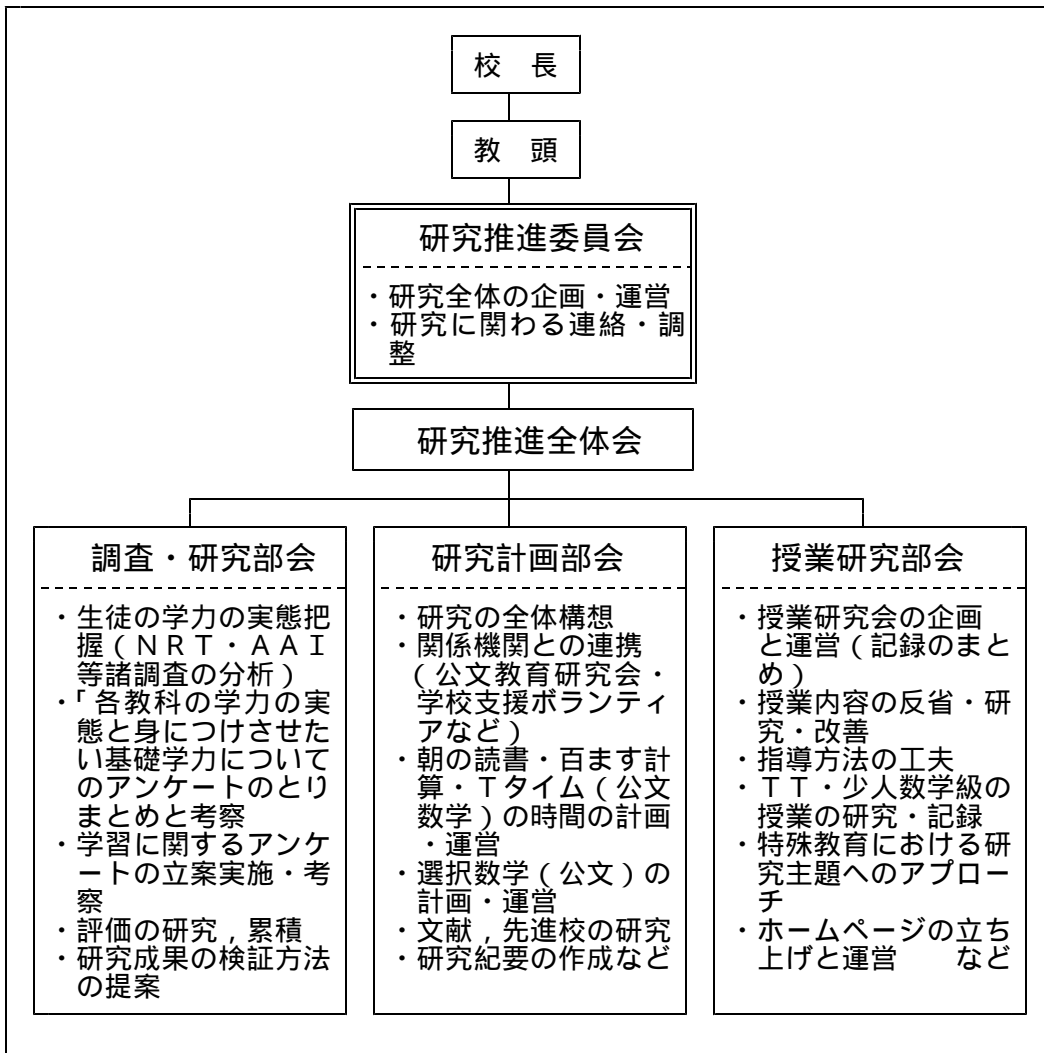 校　長
教　頭
研究推進委員会
・研究全体の企画・運営
・研究に関わる連絡・調
整
研究推進全体会
調査・研究部会
・生徒の学力の実態把
握（ＮＲＴ・ＡＡＩ
等諸調査の分析）
・「各教科の学力の実
態と身につけさせた
い基礎学力について
のアンケートのとり
まとめと考察
・学習に関するアンケ
ートの立案実施・考
察
・評価の研究，累積
・研究成果の検証方法
の提案
研究計画部会
・研究の全体構想
・関係機関との連携
（公文教育研究会・
学校支援ボランティ
アなど）
・朝の読書・百ます計
算・Ｔタイム（公文
数学）の時間の計画
・運営
・選択数学（公文）の
計画・運営
・文献，先進校の研究
・研究紀要の作成など
授業研究部会
・授業研究会の企画
と運営（記録のまと
め）
・授業内容の反省・研
究・改善
・指導方法の工夫
・ＴＴ・少人数学級の
授業の研究・記録
・特殊教育における研
究主題へのアプロー
チ
・ホームページの立ち
上げと運営　　など